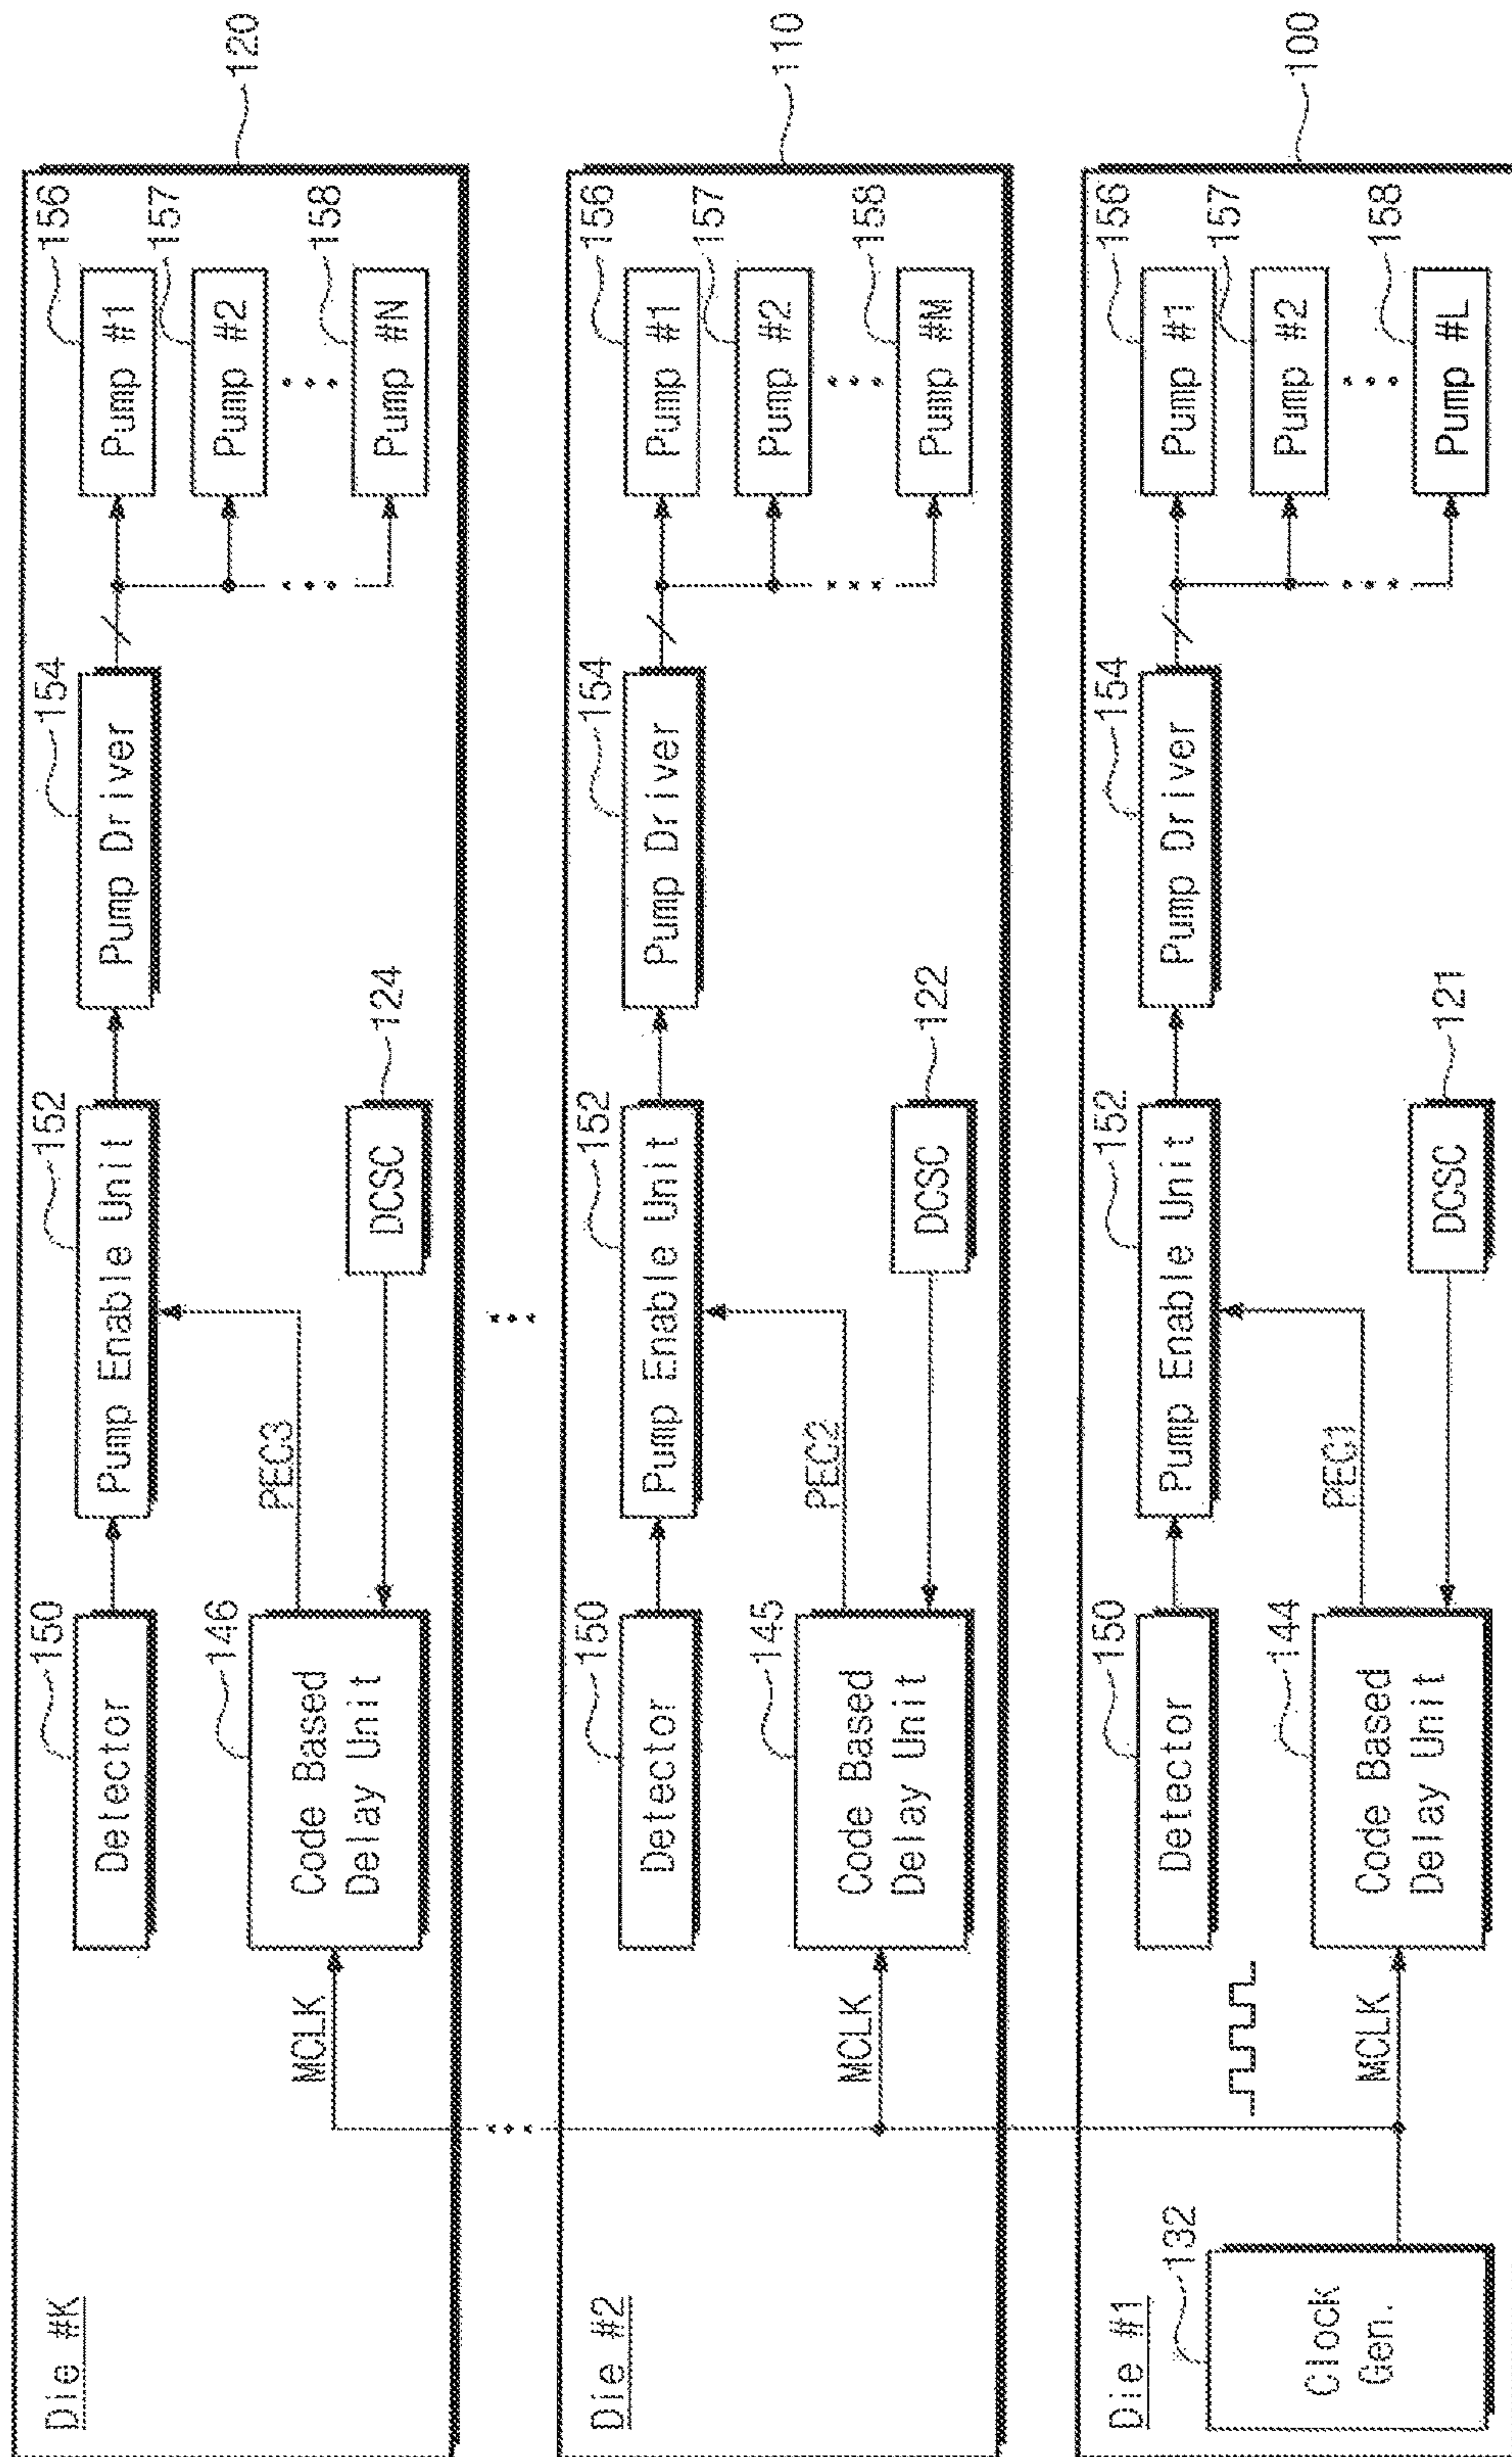 Die #K
120
Detector
150
Pump Enable Unit
152
Pump Driver
154
Pump #1
156
Pump #2
157
Pump #N
158
MCLK
Code Based
Delay Unit
146
PEC3
DCSC
124
Die #2
110
Detector
150
Pump Enable Unit
152
Pump Driver
154
Pump #1
156
Pump #2
157
Pump #M
158
MCLK
Code Based
Delay Unit
145
PEC2
DCSC
122
Die #1
100
Clock
Gen.
132
Detector
150
Pump Enable Unit
152
Pump Driver
154
Pump #1
156
Pump #2
157
Pump #L
158
MCLK
Code Based
Delay Unit
144
PEC1
DCSC
121